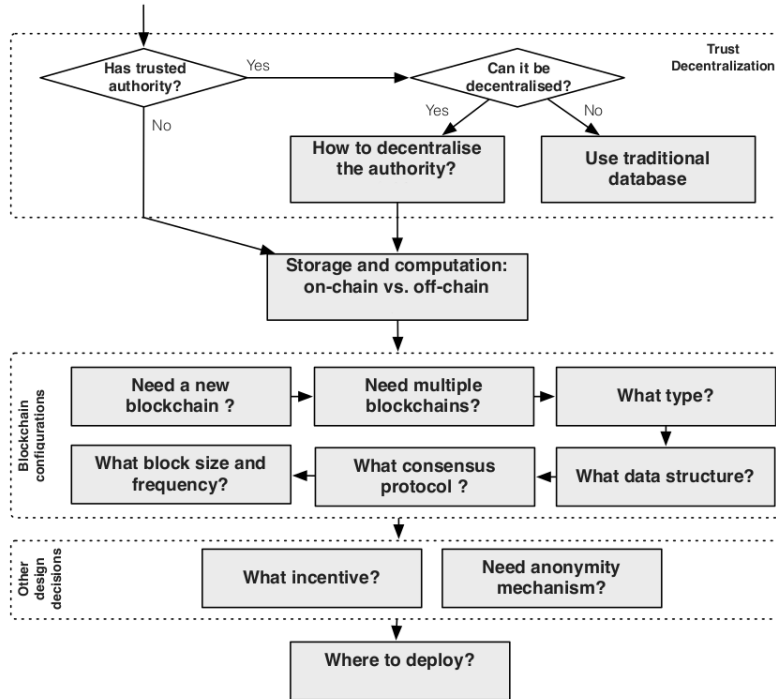 Trust
Decentralization
Has trusted
authority?
Yes
Can it be
decentralised?
No
Yes
No
How to decentralise
the authority?
Use traditional
database
Storage and computation:
on-chain vs. off-chain
Blockchain
configurations
Need a new
blockchain ?
Need multiple
blockchains?
What type?
What block size and
frequency?
What consensus
protocol ?
What data structure?
Other
design
decisions
What incentive?
Need anonymity
mechanism?
Where to deploy?